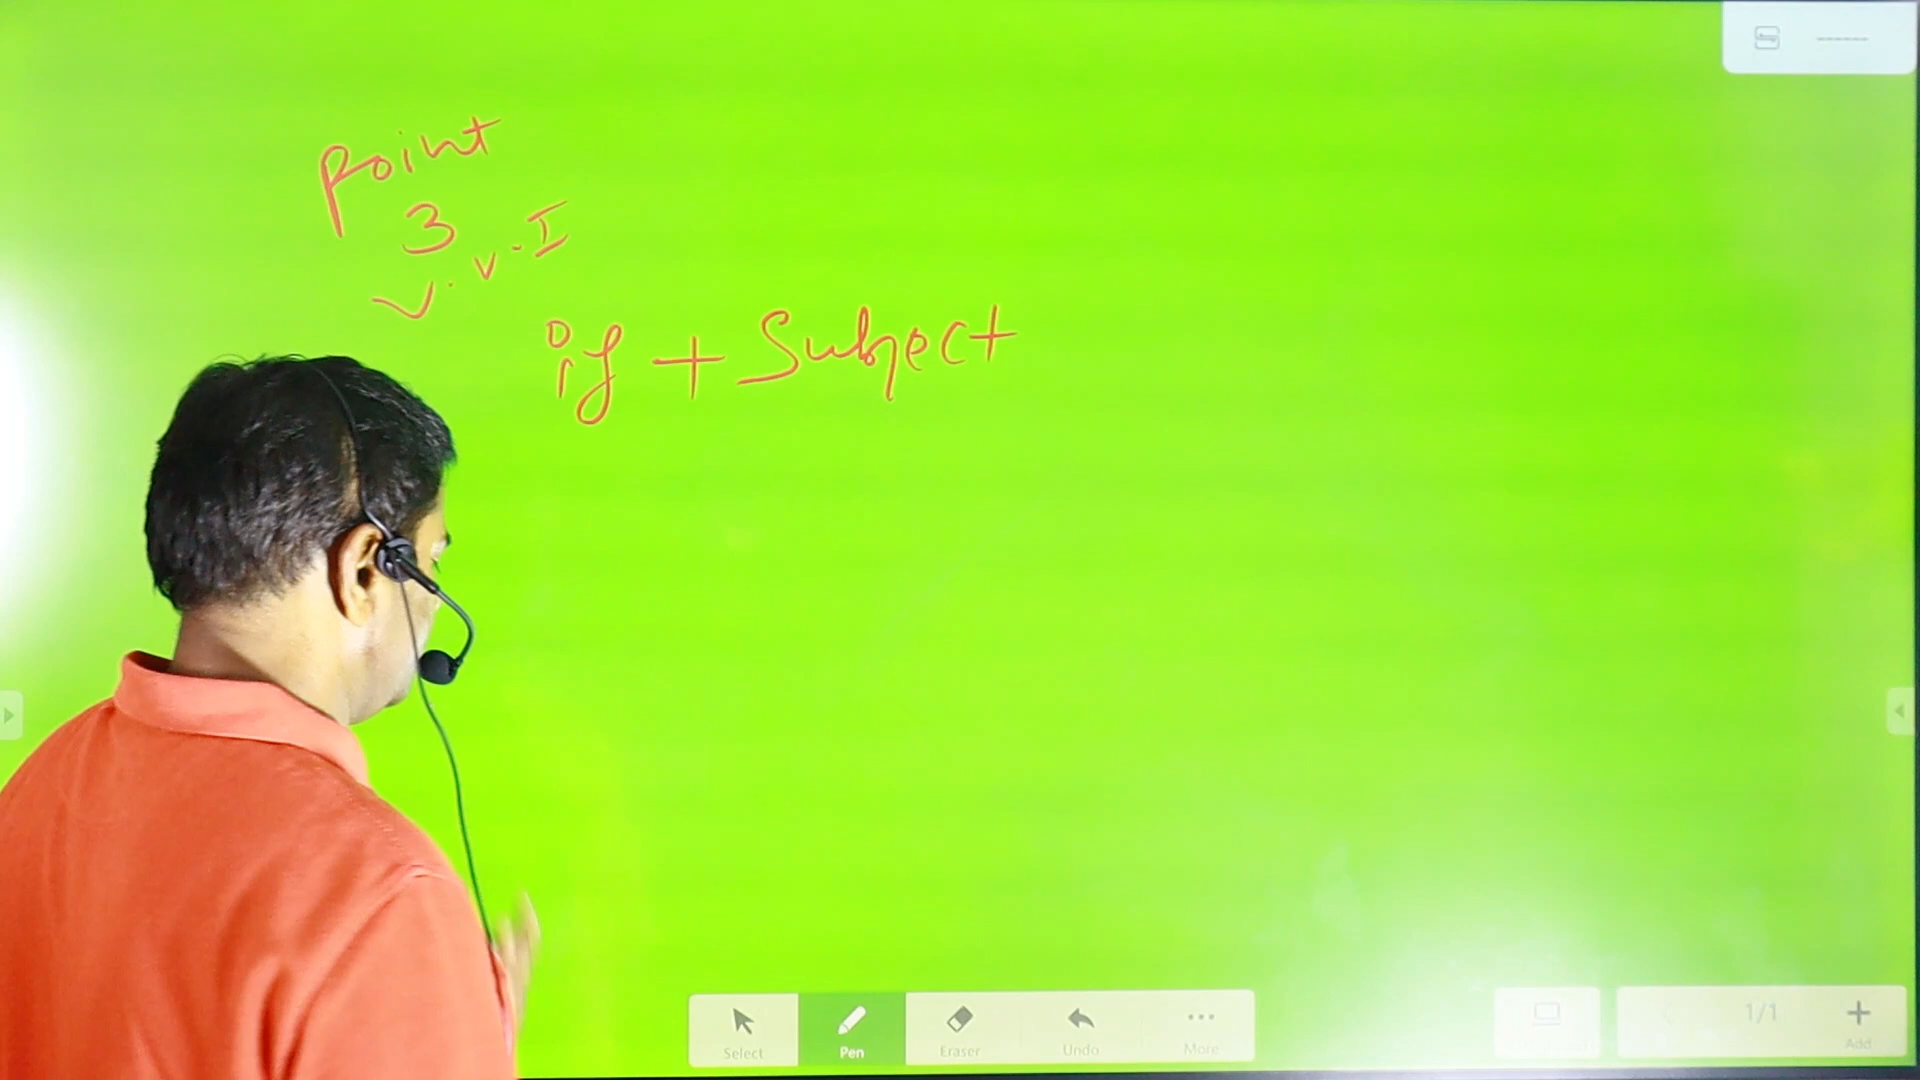 Point
3
V.V.I
if + Subject
Select Pen Eraser Undo More 1/1 Add